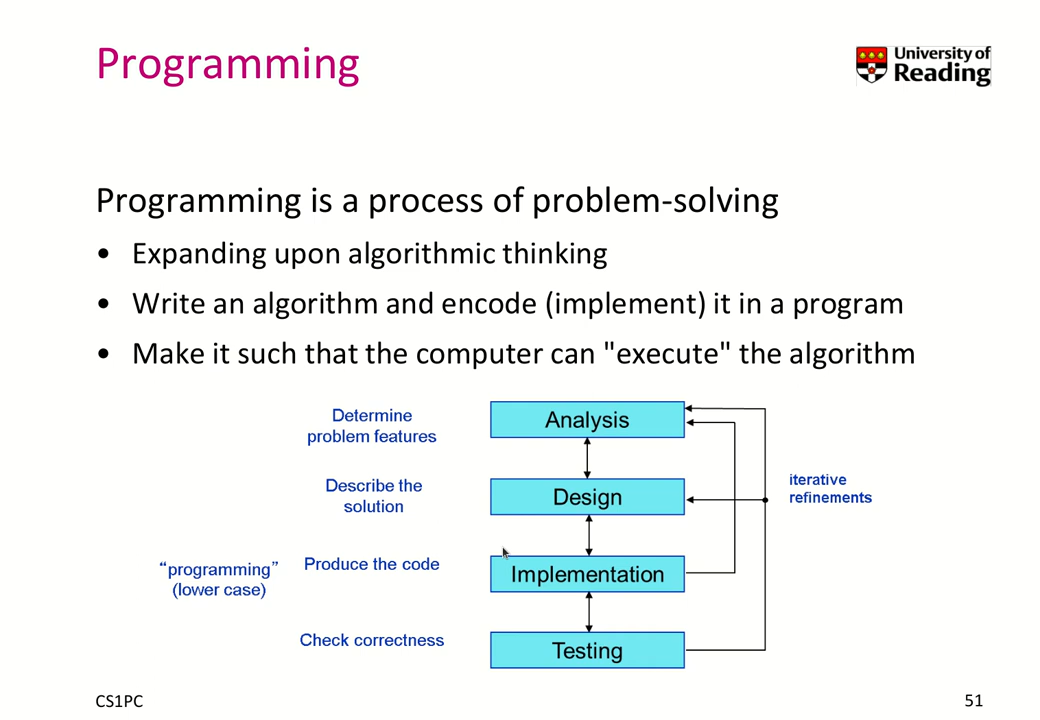 Programming
University of
Reading
Programming is a process of problem-solving
• Expanding upon algorithmic thinking
• Write an algorithm and encode (implement) it in a program
• Make it such that the computer can "execute" the algorithm
Determine
problem features
Analysis
Describe the
solution
Design
iterative
refinements
“programming”
(lower case)
Produce the code
Implementation
Check correctness
Testing
CS1PC
51